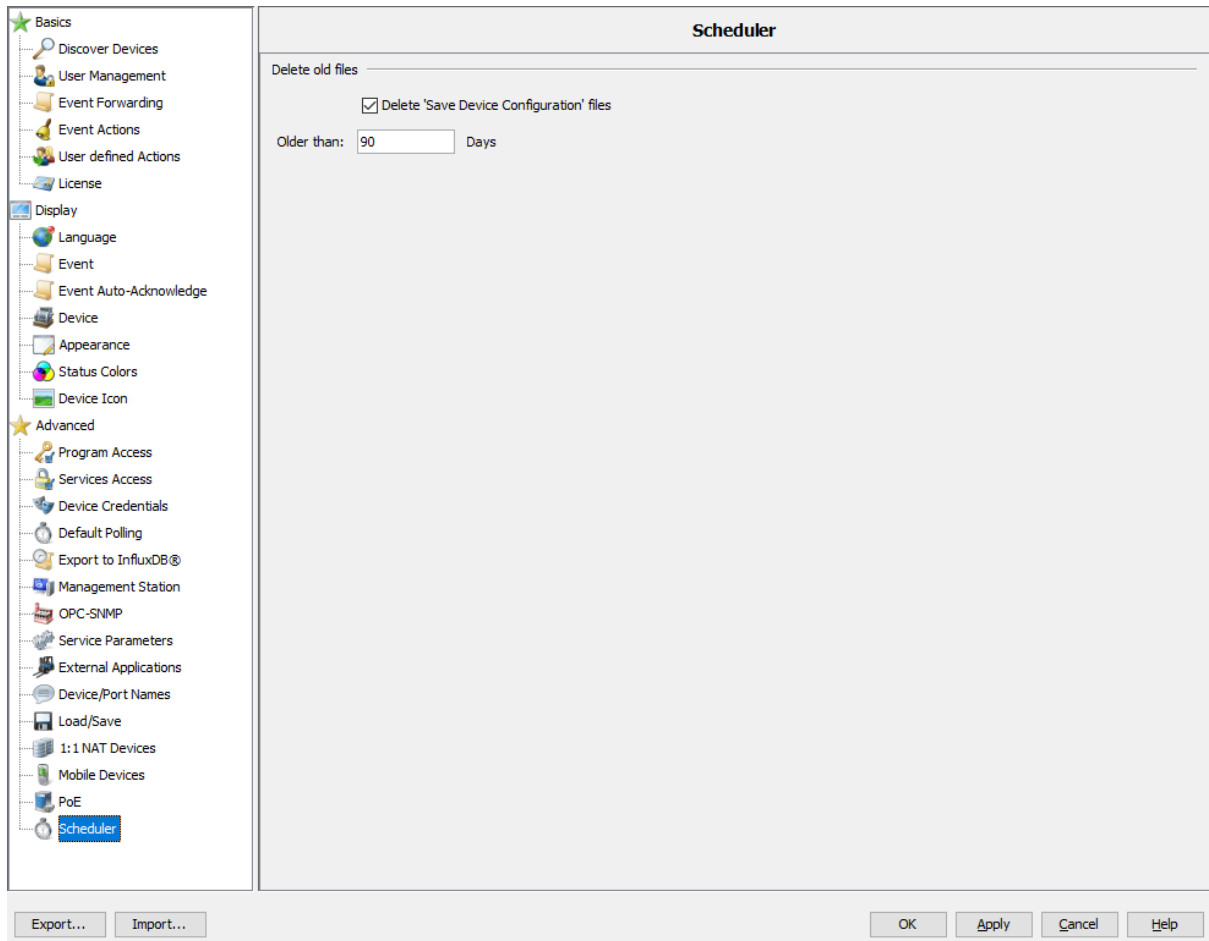 Basics
Discover Devices
User Management
Event Forwarding
Event Actions
User defined Actions
License
Display
Language
Event
Event Auto-Acknowledge
Device
Appearance
Status Colors
Device Icon
Advanced
Program Access
Services Access
Device Credentials
Default Polling
Export to InfluxDB®
Management Station
OPC-SNMP
Service Parameters
External Applications
Device/Port Names
Load/Save
1:1 NAT Devices
Mobile Devices
PoE
Scheduler
Scheduler
Delete old files
Delete 'Save Device Configuration' files
Older than: 90 Days
Export... Import... OK Apply Cancel Help